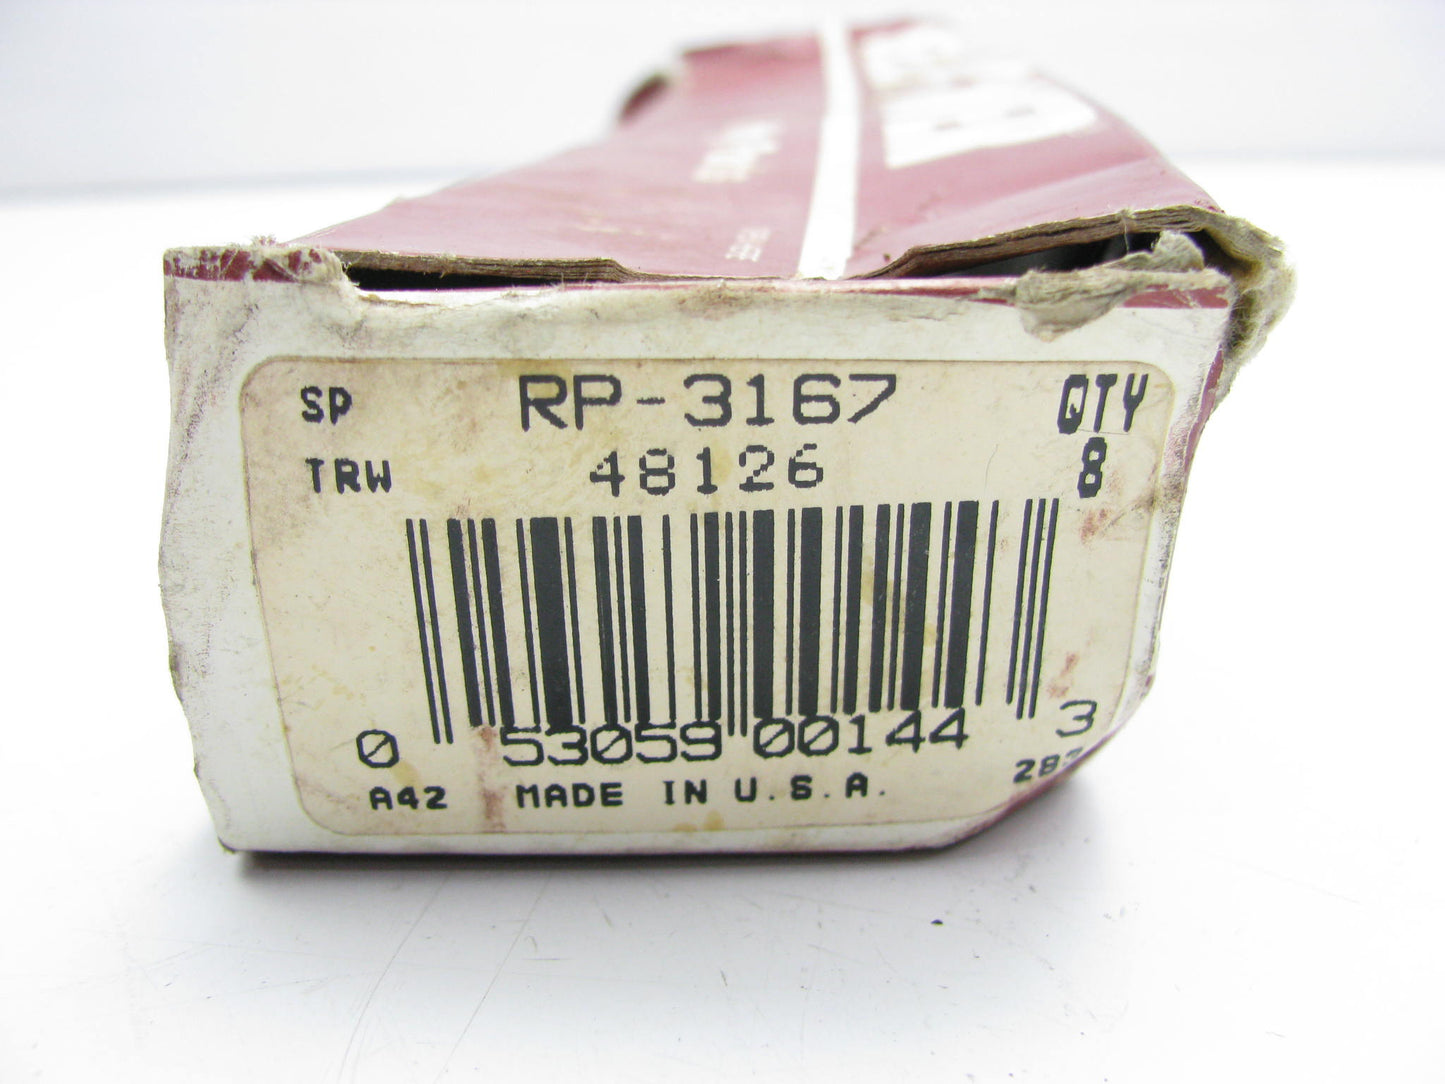 SP RP-3167 QTY
TRW 48126 8
0 53059 00144 3
A42 MADE IN U.S.A.